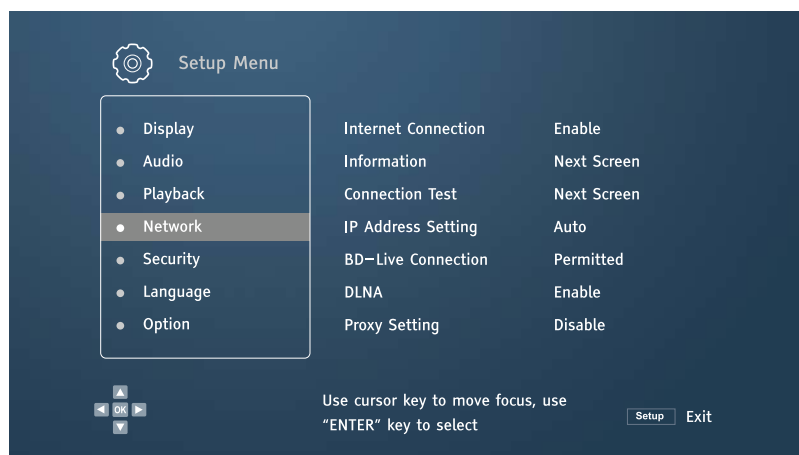 Setup Menu
Display
Audio
Playback
Network
Security
Language
Option
Internet Connection Enable
Information Next Screen
Connection Test Next Screen
IP Address Setting Auto
BD-Live Connection Permitted
DLNA Enable
Proxy Setting Disable
OK
Use cursor key to move focus, use
“ENTER” key to select
Setup Exit